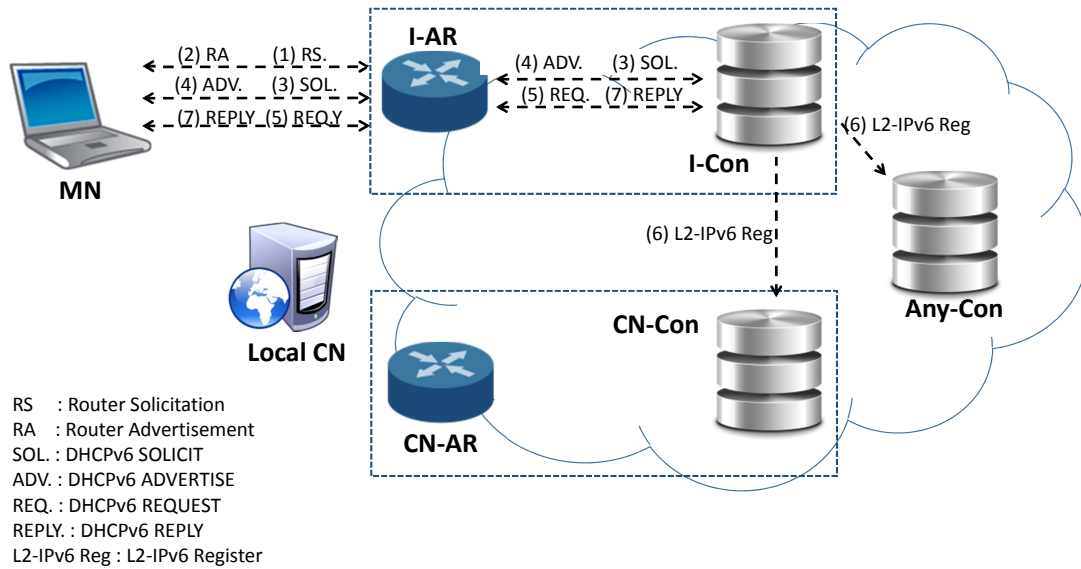 I-AR
(2) RA (1) RS.
(4) ADV. (3) SOL.
(7) REPLY (5) REQ.Y
(4) ADV. (3) SOL.
(5) REQ. (7) REPLY
MN
I-Con
(6) L2-IPv6 Reg
(6) L2-IPv6 Reg
Any-Con
Local CN
CN-Con
CN-AR
RS : Router Solicitation
RA : Router Advertisement
SOL. : DHCPv6 SOLICIT
ADV. : DHCPv6 ADVERTISE
REQ. : DHCPv6 REQUEST
REPLY. : DHCPv6 REPLY
L2-IPv6 Reg : L2-IPv6 Register